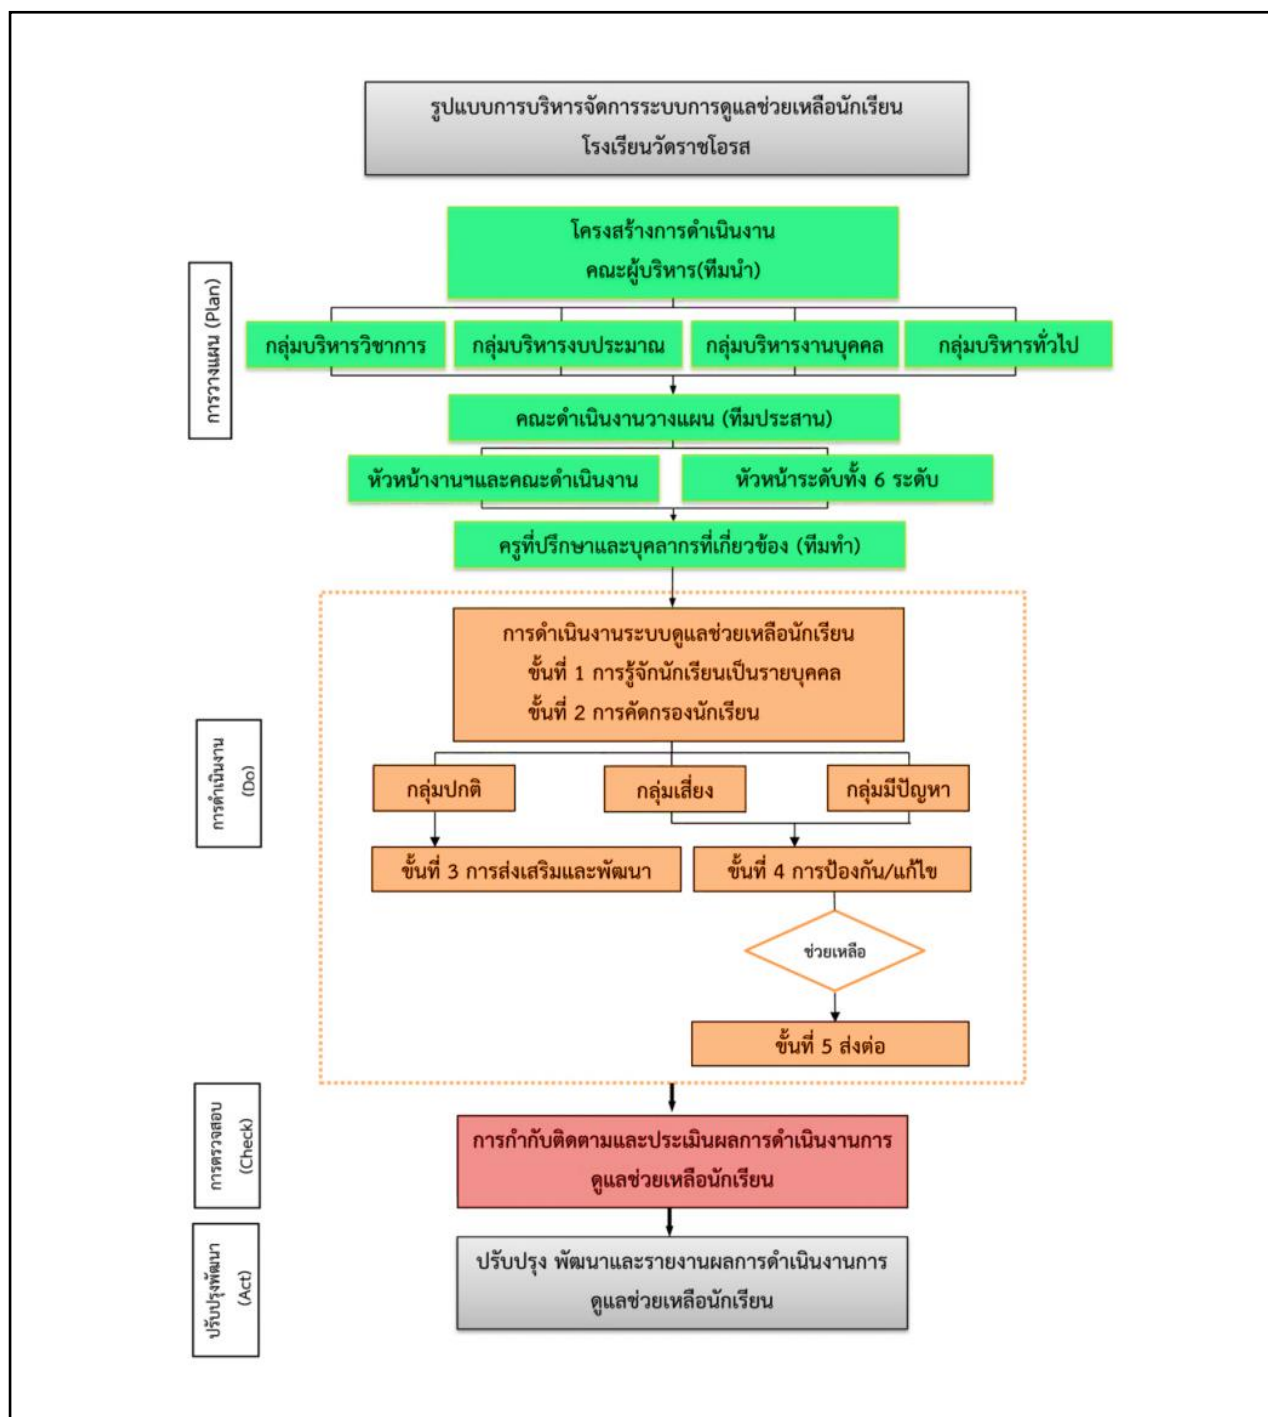 รูปแบบการบริหารจัดการระบบการดูแลช่วยเหลือนักเรียน
โรงเรียนวัดราชโอรส
การวางแผน (Plan)
โครงสร้างการดำเนินงาน
คณะผู้บริหาร(ทีมนำ)
กลุ่มบริหารวิชาการ
กลุ่มบริหารงบประมาณ
กลุ่มบริหารงานบุคคล
กลุ่มบริหารทั่วไป
คณะดำเนินงานวางแผน (ทีมประสาน)
หัวหน้างานฯและคณะดำเนินงาน
หัวหน้าระดับทั้ง 6 ระดับ
ครูที่ปรึกษาและบุคลากรที่เกี่ยวข้อง (ทีมทำ)
การดำเนินงาน
(Do)
การดำเนินงานระบบดูแลช่วยเหลือนักเรียน
ขั้นที่ 1 การรู้จักนักเรียนเป็นรายบุคคล
ขั้นที่ 2 การคัดกรองนักเรียน
กลุ่มปกติ
กลุ่มเสี่ยง
กลุ่มมีปัญหา
ขั้นที่ 3 การส่งเสริมและพัฒนา
ขั้นที่ 4 การป้องกัน/แก้ไข
ช่วยเหลือ
ขั้นที่ 5 ส่งต่อ
การตรวจสอบ
(Check)
การกำกับติดตามและประเมินผลการดำเนินงานการ
ดูแลช่วยเหลือนักเรียน
ปรับปรุงพัฒนา
(Act)
ปรับปรุง พัฒนาและรายงานผลการดำเนินงานการ
ดูแลช่วยเหลือนักเรียน